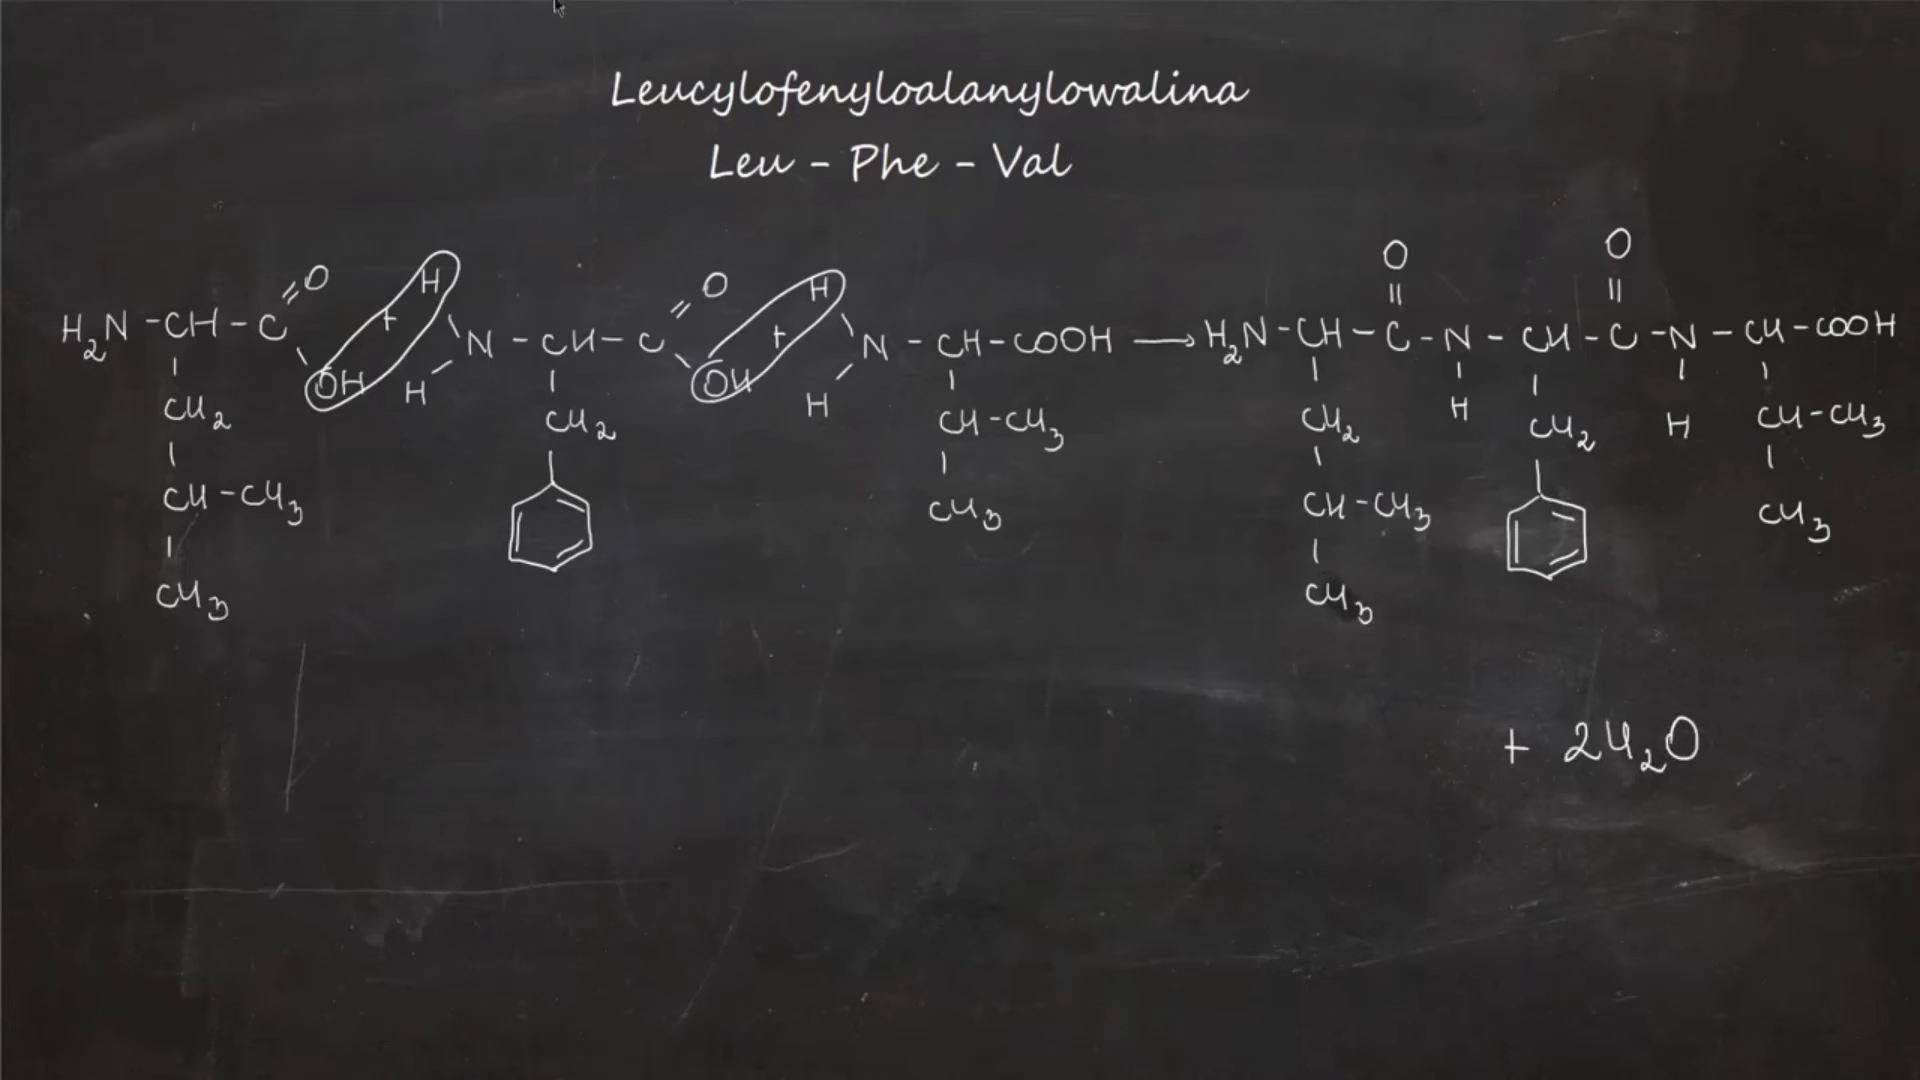 Leucylofenyloalanylowalina
Leu - Phe - Val
O H O H O O
H₂N - CH - C + N - CH - C + N - CH - COOH → H₂N - CH - C - N - CH - C - N - CH - COOH
OH H OH H H H
CH₂ CH₂ CH - CH₃ CH₂ CH₂ CH - CH₃
CH - CH₃ CH₃ CH - CH₃ CH₃
CH₃ CH₃
+ 2H₂O